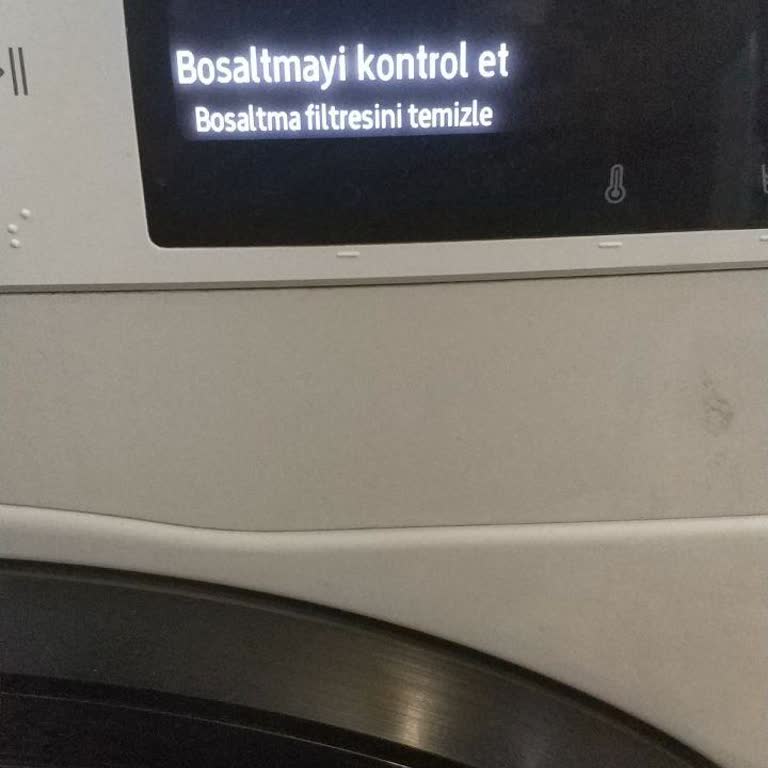 Bosaltmayi kontrol et
Bosaltma filtresini temizle